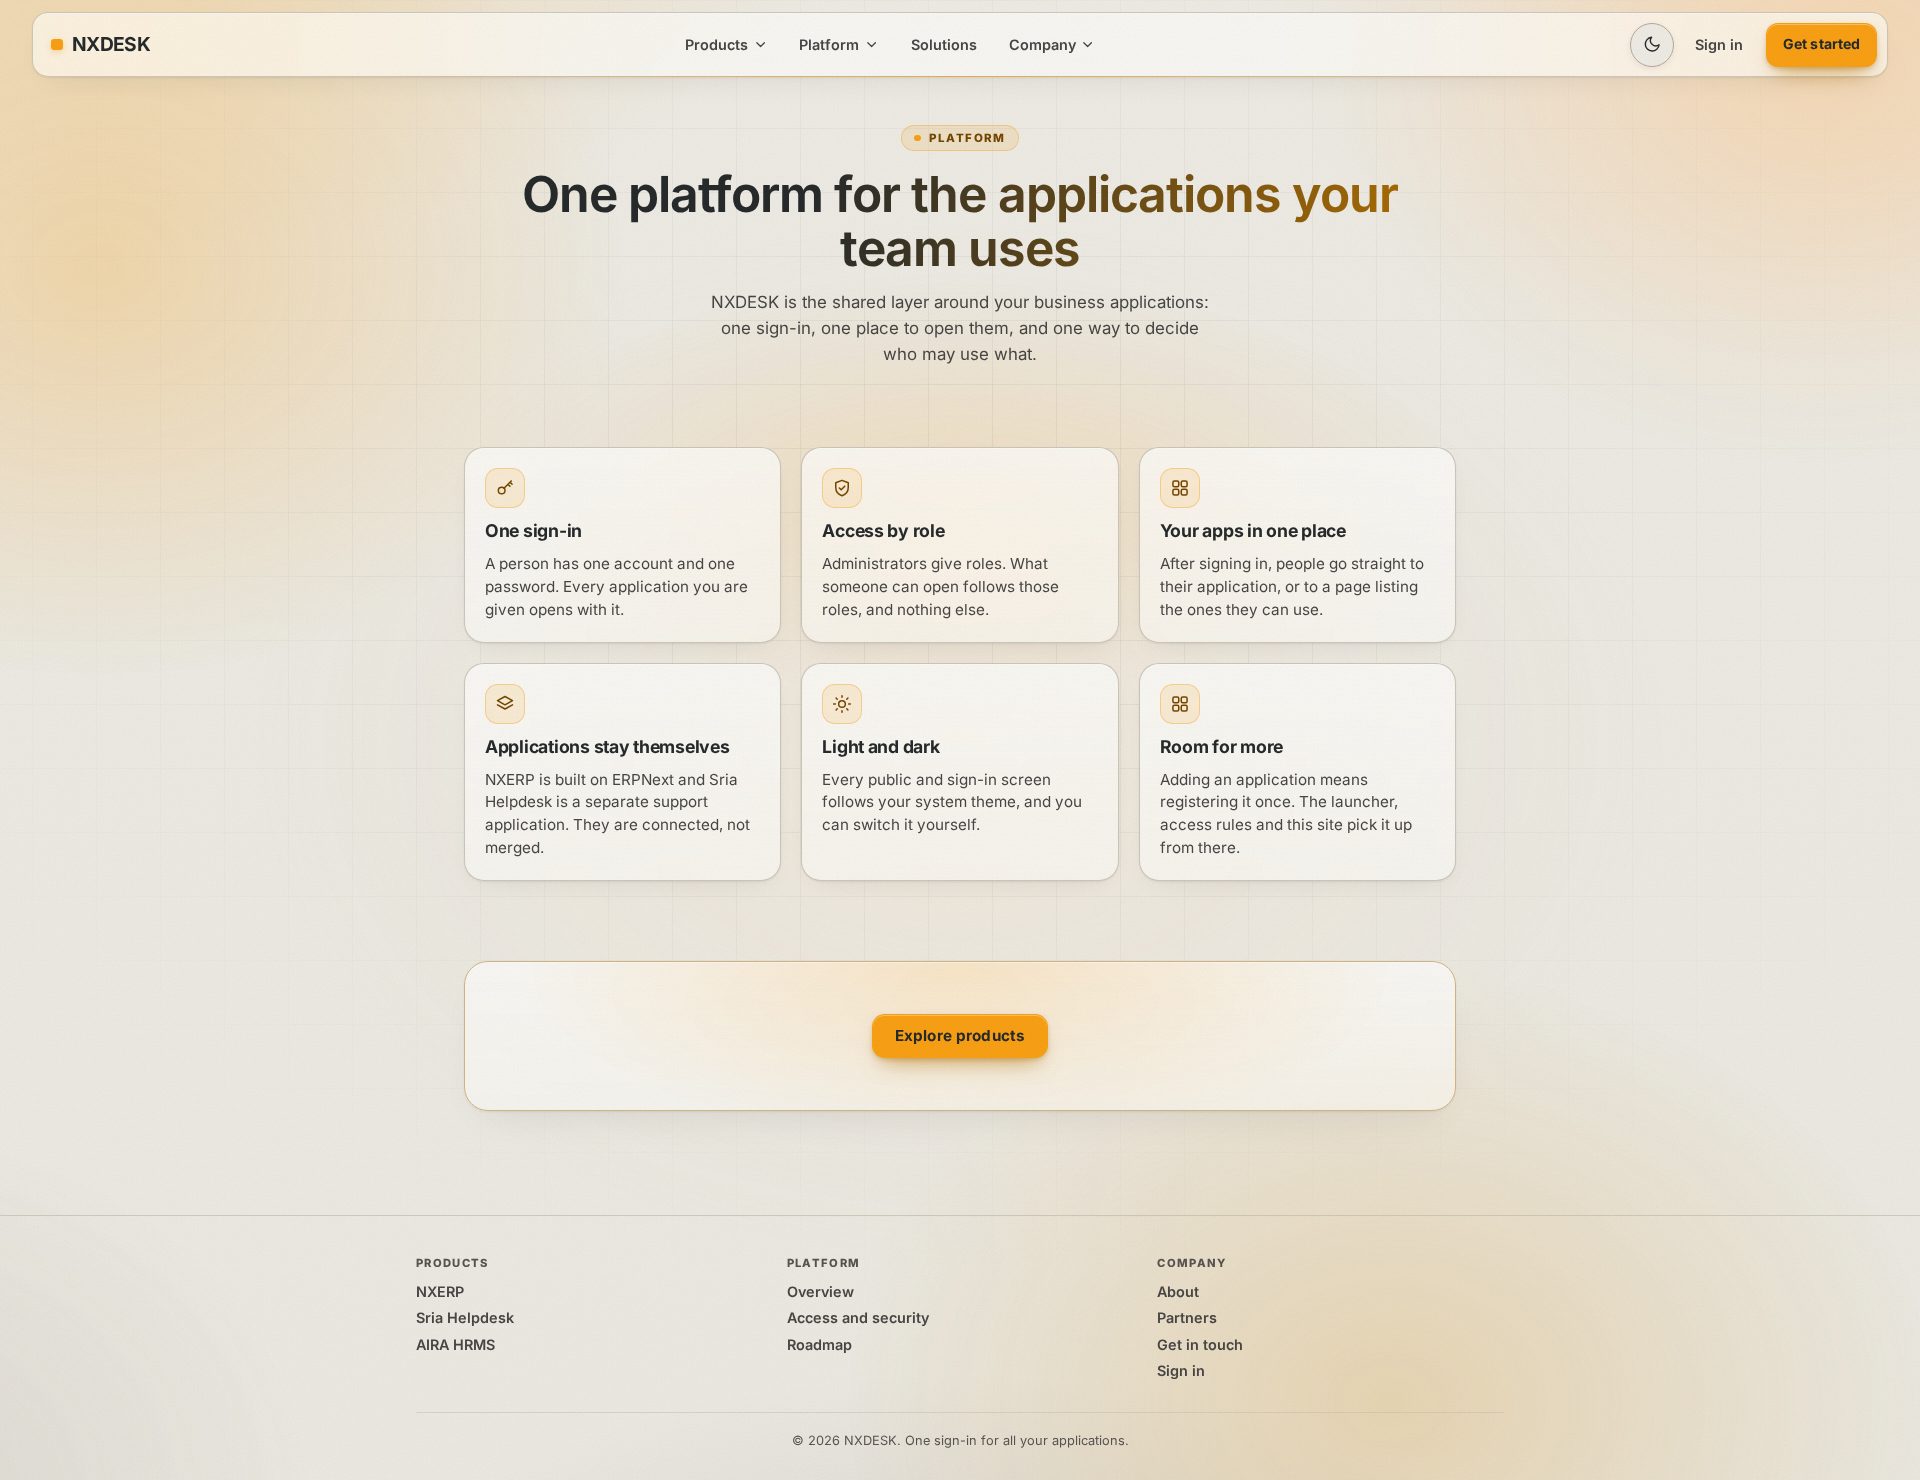 NXDESK
Products
Platform
Solutions
Company
Sign in
Get started
PLATFORM
One platform for the applications your
team uses
NXDESK is the shared layer around your business applications:
one sign-in, one place to open them, and one way to decide
who may use what.
One sign-in
A person has one account and one
password. Every application you are
given opens with it.
Access by role
Administrators give roles. What
someone can open follows those
roles, and nothing else.
Your apps in one place
After signing in, people go straight to
their application, or to a page listing
the ones they can use.
Applications stay themselves
NXERP is built on ERPNext and Sria
Helpdesk is a separate support
application. They are connected, not
merged.
Light and dark
Every public and sign-in screen
follows your system theme, and you
can switch it yourself.
Room for more
Adding an application means
registering it once. The launcher,
access rules and this site pick it up
from there.
Explore products
PRODUCTS
NXERP
Sria Helpdesk
AIRA HRMS
PLATFORM
Overview
Access and security
Roadmap
COMPANY
About
Partners
Get in touch
Sign in
© 2026 NXDESK. One sign-in for all your applications.